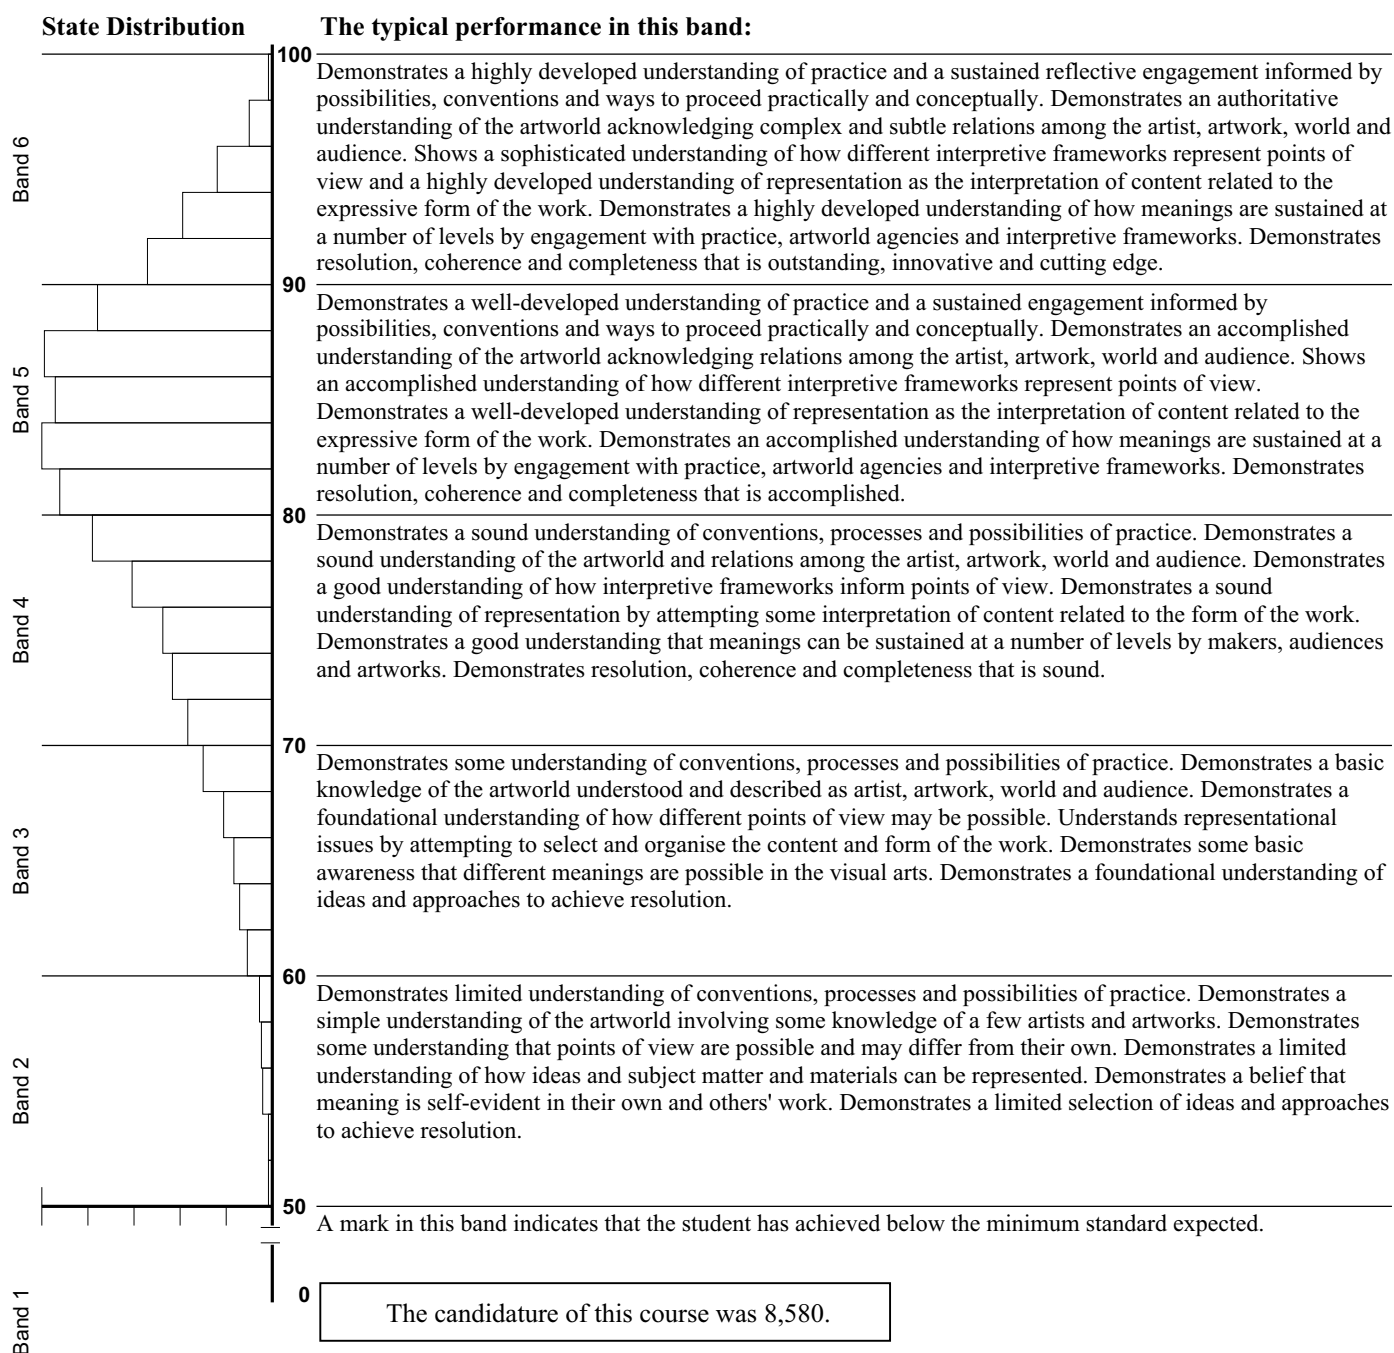 State Distribution
The typical performance in this band:
100
Band 6
Demonstrates a highly developed understanding of practice and a sustained reflective engagement informed by
possibilities, conventions and ways to proceed practically and conceptually. Demonstrates an authoritative
understanding of the artworld acknowledging complex and subtle relations among the artist, artwork, world and
audience. Shows a sophisticated understanding of how different interpretive frameworks represent points of
view and a highly developed understanding of representation as the interpretation of content related to the
expressive form of the work. Demonstrates a highly developed understanding of how meanings are sustained at
a number of levels by engagement with practice, artworld agencies and interpretive frameworks. Demonstrates
resolution, coherence and completeness that is outstanding, innovative and cutting edge.
90
Band 5
Demonstrates a well-developed understanding of practice and a sustained engagement informed by
possibilities, conventions and ways to proceed practically and conceptually. Demonstrates an accomplished
understanding of the artworld acknowledging relations among the artist, artwork, world and audience. Shows
an accomplished understanding of how different interpretive frameworks represent points of view.
Demonstrates a well-developed understanding of representation as the interpretation of content related to the
expressive form of the work. Demonstrates an accomplished understanding of how meanings are sustained at a
number of levels by engagement with practice, artworld agencies and interpretive frameworks. Demonstrates
resolution, coherence and completeness that is accomplished.
80
Band 4
Demonstrates a sound understanding of conventions, processes and possibilities of practice. Demonstrates a
sound understanding of the artworld and relations among the artist, artwork, world and audience. Demonstrates
a good understanding of how interpretive frameworks inform points of view. Demonstrates a sound
understanding of representation by attempting some interpretation of content related to the form of the work.
Demonstrates a good understanding that meanings can be sustained at a number of levels by makers, audiences
and artworks. Demonstrates resolution, coherence and completeness that is sound.
70
Band 3
Demonstrates some understanding of conventions, processes and possibilities of practice. Demonstrates a basic
knowledge of the artworld understood and described as artist, artwork, world and audience. Demonstrates a
foundational understanding of how different points of view may be possible. Understands representational
issues by attempting to select and organise the content and form of the work. Demonstrates some basic
awareness that different meanings are possible in the visual arts. Demonstrates a foundational understanding of
ideas and approaches to achieve resolution.
60
Band 2
Demonstrates limited understanding of conventions, processes and possibilities of practice. Demonstrates a
simple understanding of the artworld involving some knowledge of a few artists and artworks. Demonstrates
some understanding that points of view are possible and may differ from their own. Demonstrates a limited
understanding of how ideas and subject matter and materials can be represented. Demonstrates a belief that
meaning is self-evident in their own and others' work. Demonstrates a limited selection of ideas and approaches
to achieve resolution.
50
A mark in this band indicates that the student has achieved below the minimum standard expected.
Band 1
0
The candidature of this course was 8,580.